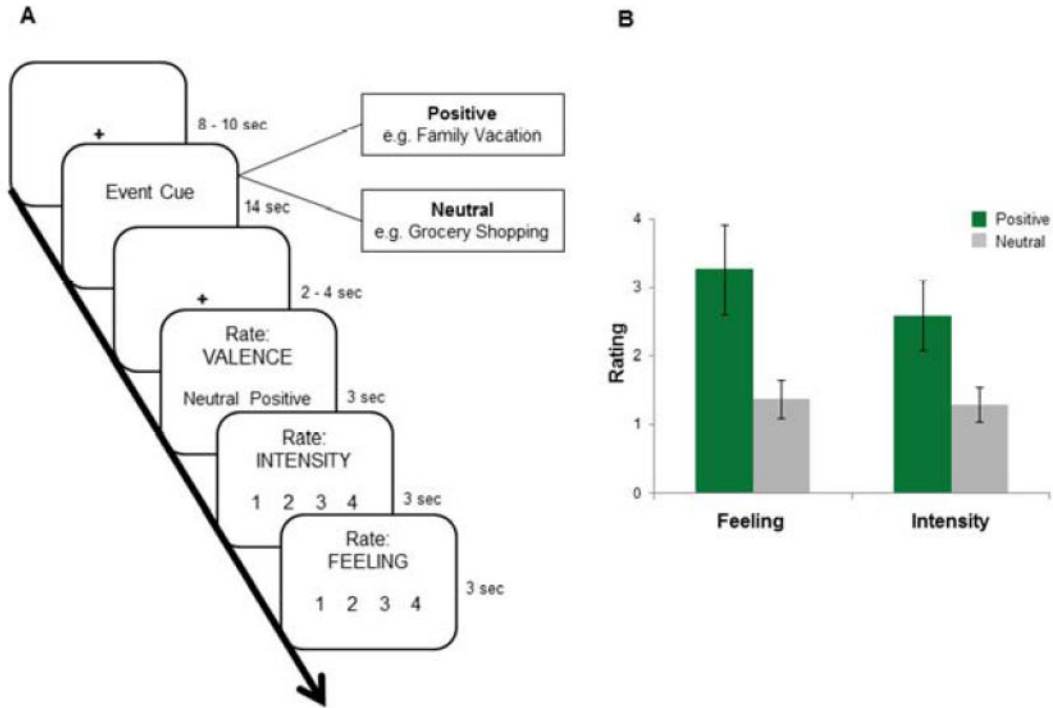 A
+
8 - 10 sec
Event Cue
14 sec
Positive
e.g. Family Vacation
Neutral
e.g. Grocery Shopping
+
2 - 4 sec
Rate:
VALENCE
Neutral Positive
3 sec
Rate:
INTENSITY
1 2 3 4
3 sec
Rate:
FEELING
1 2 3 4
3 sec
B
Positive
Neutral
Rating
4
3
2
1
0
Feeling Intensity